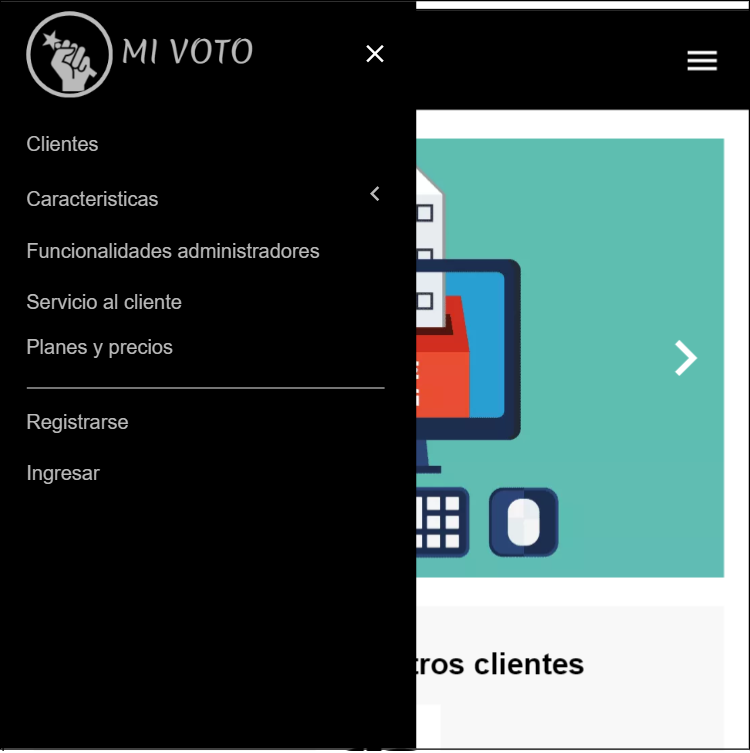 MI VOTO
Clientes
Caracteristicas
Funcionalidades administradores
Servicio al cliente
Planes y precios
Registrarse
Ingresar
tros clientes